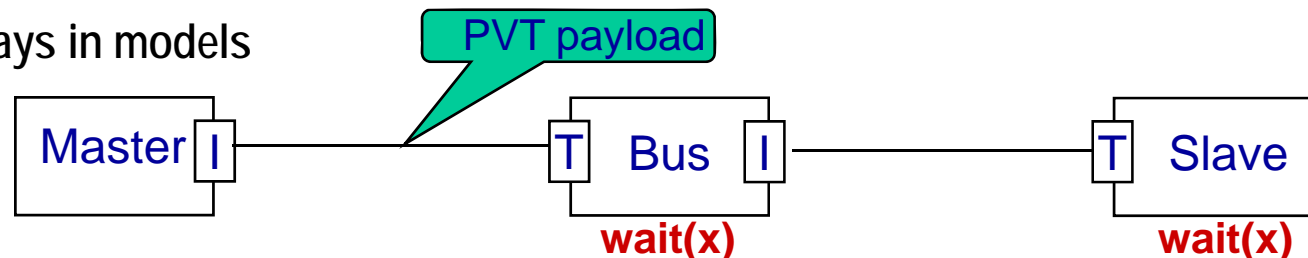 ays in models
PVT payload
Master I
T Bus I
T Slave
wait(x)
wait(x)